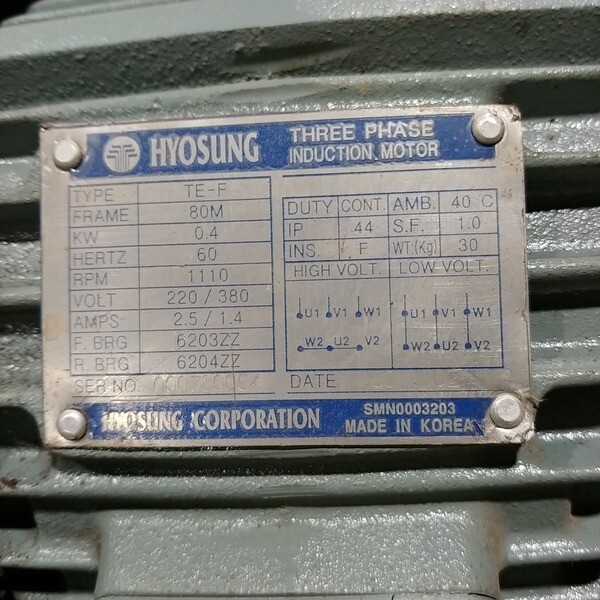 HYOSUNG THREE PHASE INDUCTION MOTOR
TYPE TE-F
FRAME 80M
KW 0.4
HERTZ 60
RPM 1110
VOLT 220 / 380
AMPS 2.5 / 1.4
F. BRG 6203ZZ
R. BRG 6204ZZ
SER NO.
DUTY CONT. AMB. 40 C
IP 44 S.F. 1.0
INS. F WT.(Kg) 30
HIGH VOLT. LOW VOLT.
U1 V1 W1 U1 V1 W1
W2 U2 V2 W2 U2 V2
DATE
HYOSUNG CORPORATION
SMN0003203
MADE IN KOREA